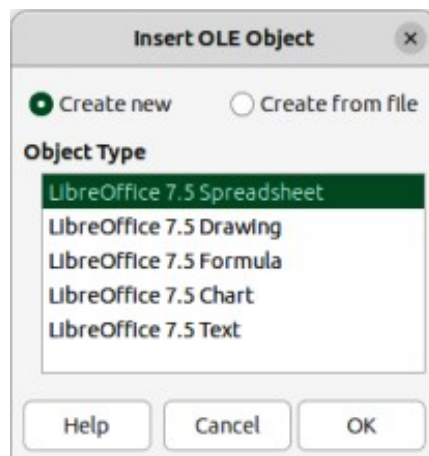 Insert OLE Object
Create new Create from file
Object Type
LibreOffice 7.5 Spreadsheet
LibreOffice 7.5 Drawing
LibreOffice 7.5 Formula
LibreOffice 7.5 Chart
LibreOffice 7.5 Text
Help Cancel OK